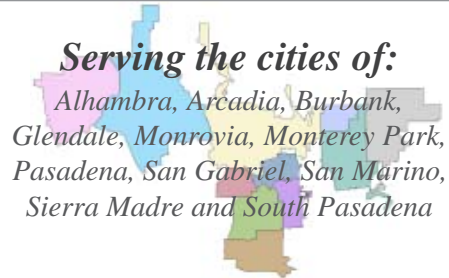 Serving the cities of:
Alhambra, Arcadia, Burbank,
Glendale, Monrovia, Monterey Park,
Pasadena, San Gabriel, San Marino,
Sierra Madre and South Pasadena